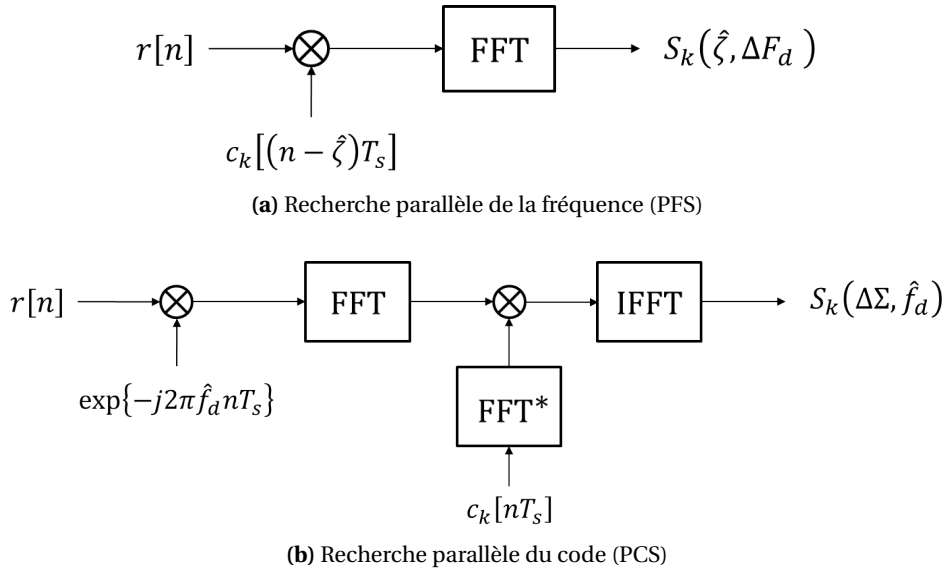 r[n]
FFT
S_k(ζ̂, ΔF_d )
c_k[(n − ζ̂)T_s]
(a) Recherche parallèle de la fréquence (PFS)
r[n]
FFT
IFFT
S_k(ΔΣ, f̂_d)
exp{−j2πf̂_d nT_s}
FFT*
c_k[nT_s]
(b) Recherche parallèle du code (PCS)